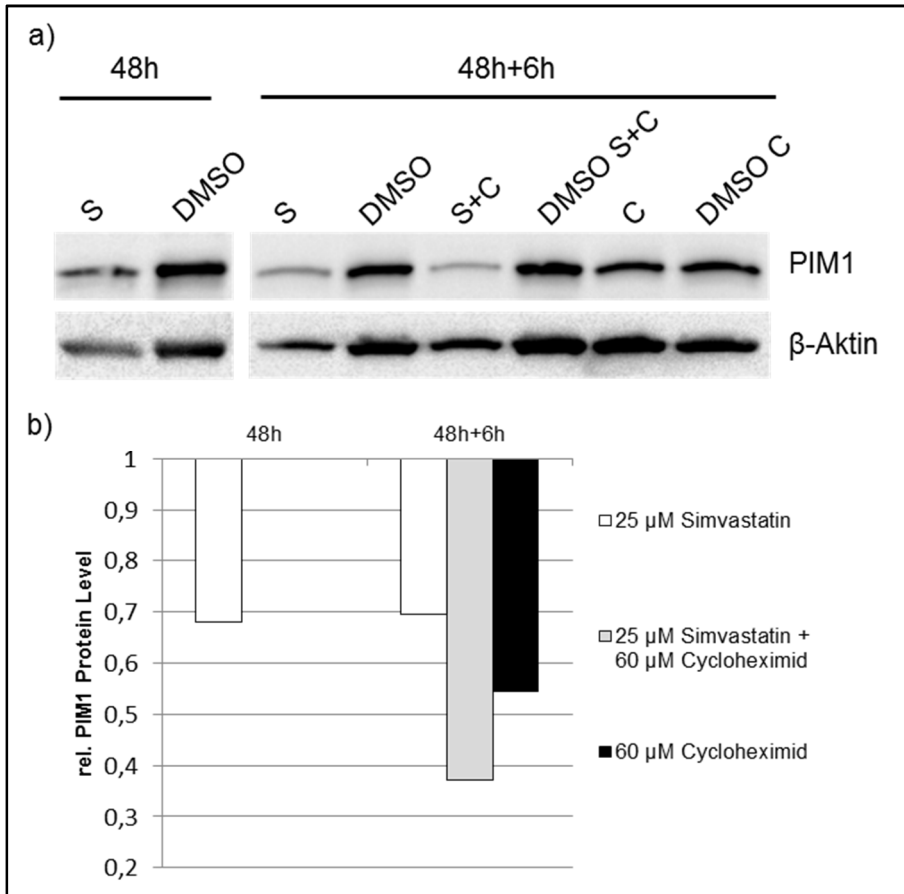 a)
48h 48h+6h
S DMSO S DMSO S+C DMSO S+C C DMSO C
PIM1
β-Aktin
b)
48h 48h+6h
1
0,9
0,8
0,7
0,6
0,5
0,4
0,3
0,2
rel. PIM1 Protein Level
25 µM Simvastatin
25 µM Simvastatin +
60 µM Cycloheximid
60 µM Cycloheximid